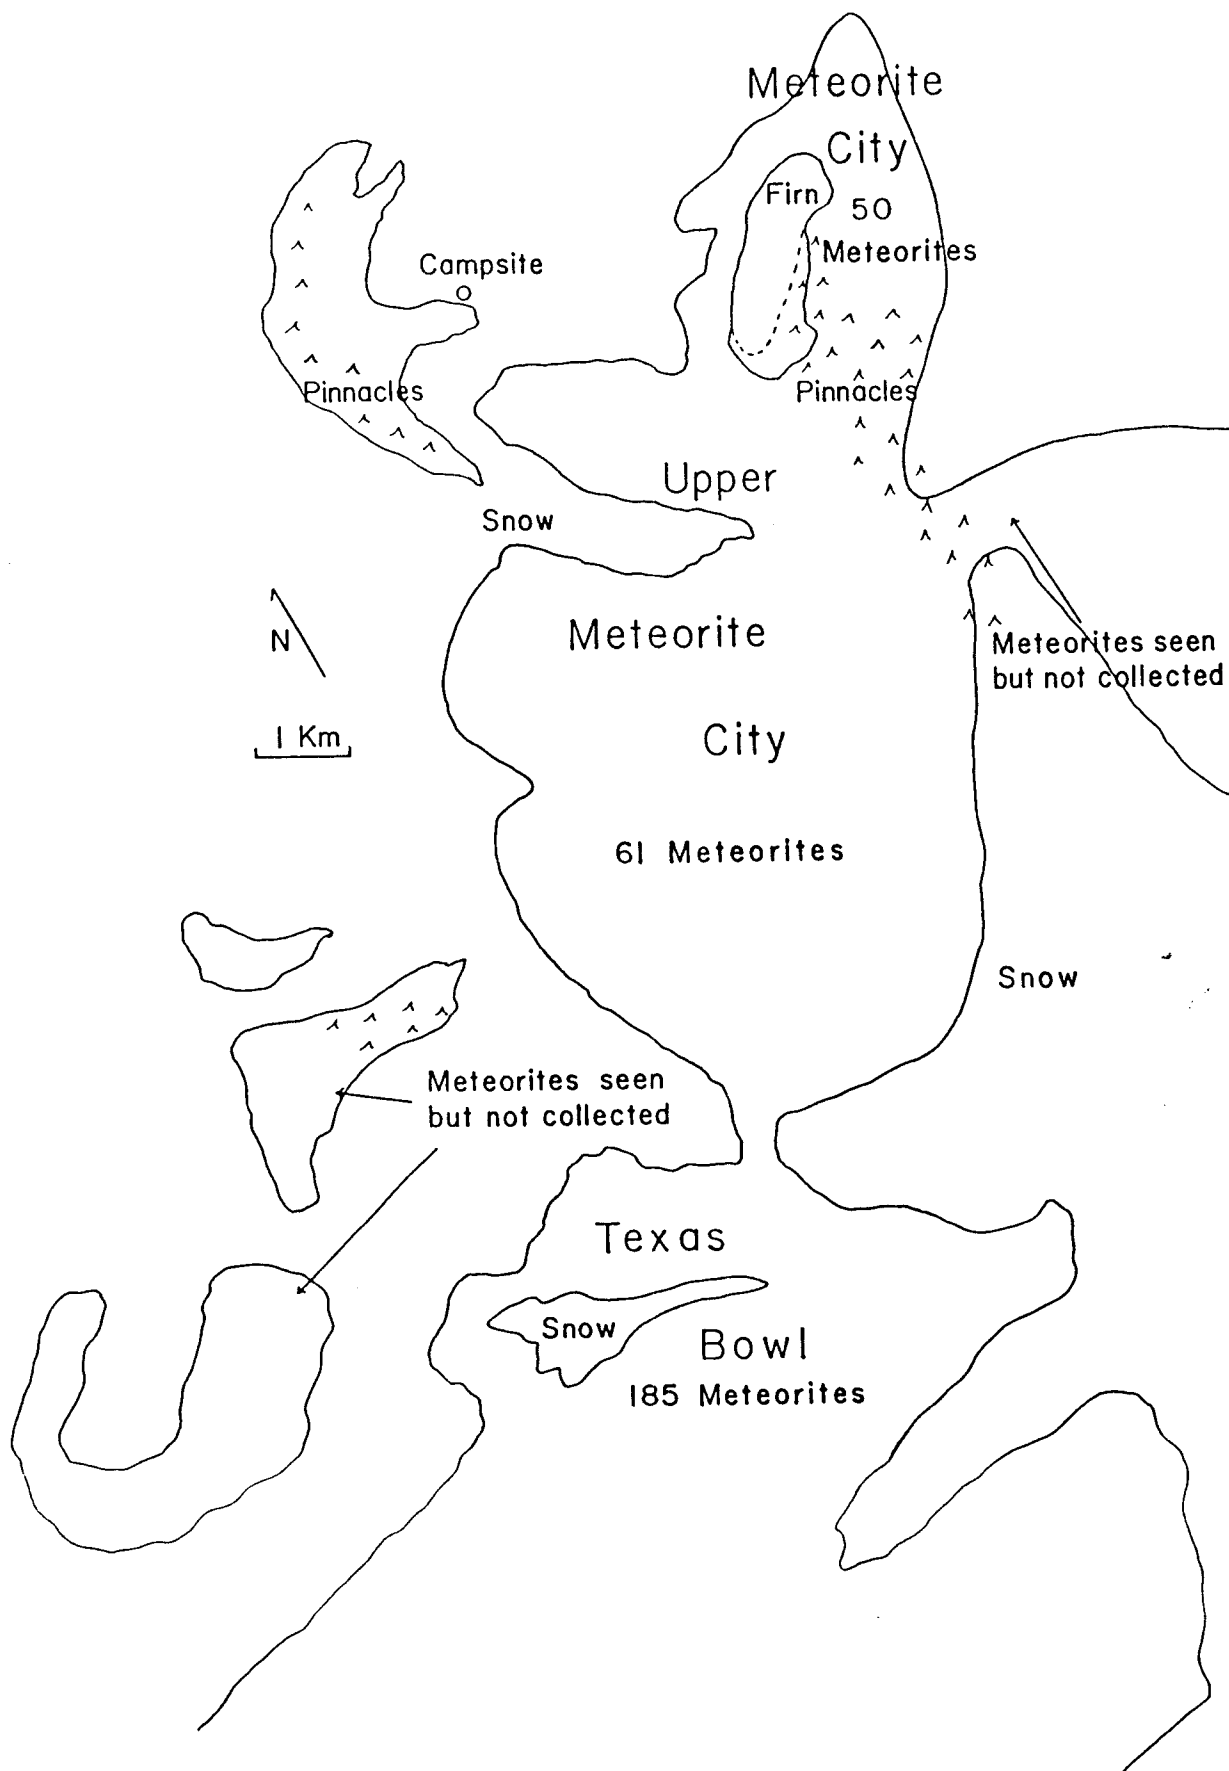 Meteorite
City
Firn
50
Meteorites
Campsite
Pinnacles
Pinnacles
Upper
Snow
Meteorite
N
Meteorites seen
but not collected
1 Km
City
61 Meteorites
Snow
Meteorites seen
but not collected
Texas
Snow
Bowl
185 Meteorites